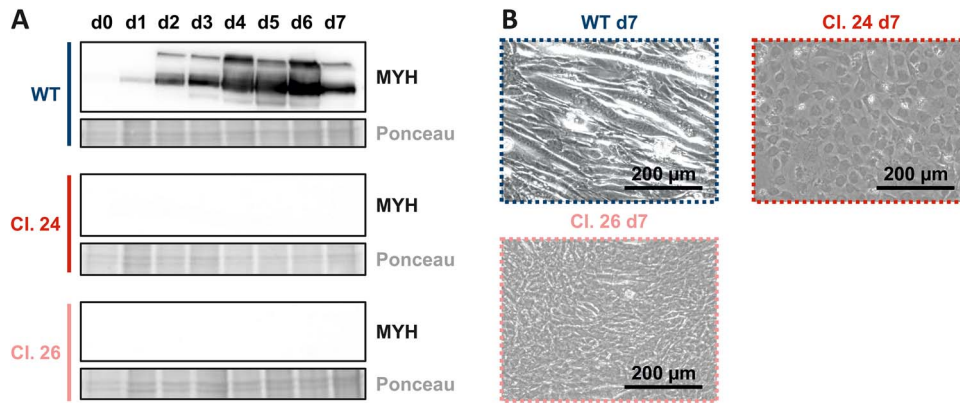 A
d0 d1 d2 d3 d4 d5 d6 d7
WT
MYH
Ponceau
Cl. 24
MYH
Ponceau
Cl. 26
MYH
Ponceau
B
WT d7
200 µm
Cl. 24 d7
200 µm
Cl. 26 d7
200 µm